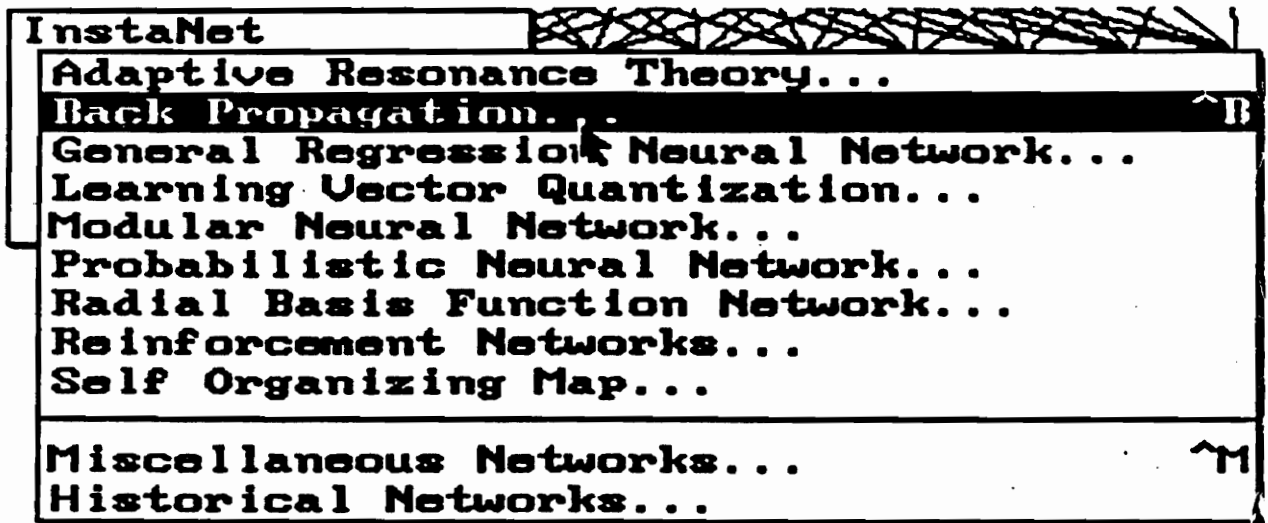 InstaNet
Adaptive Resonance Theory...
Back Propagation... ^B
General Regression Neural Network...
Learning Vector Quantization...
Modular Neural Network...
Probabilistic Neural Network...
Radial Basis Function Network...
Reinforcement Networks...
Self Organizing Map...
Miscellaneous Networks... ^M
Historical Networks...